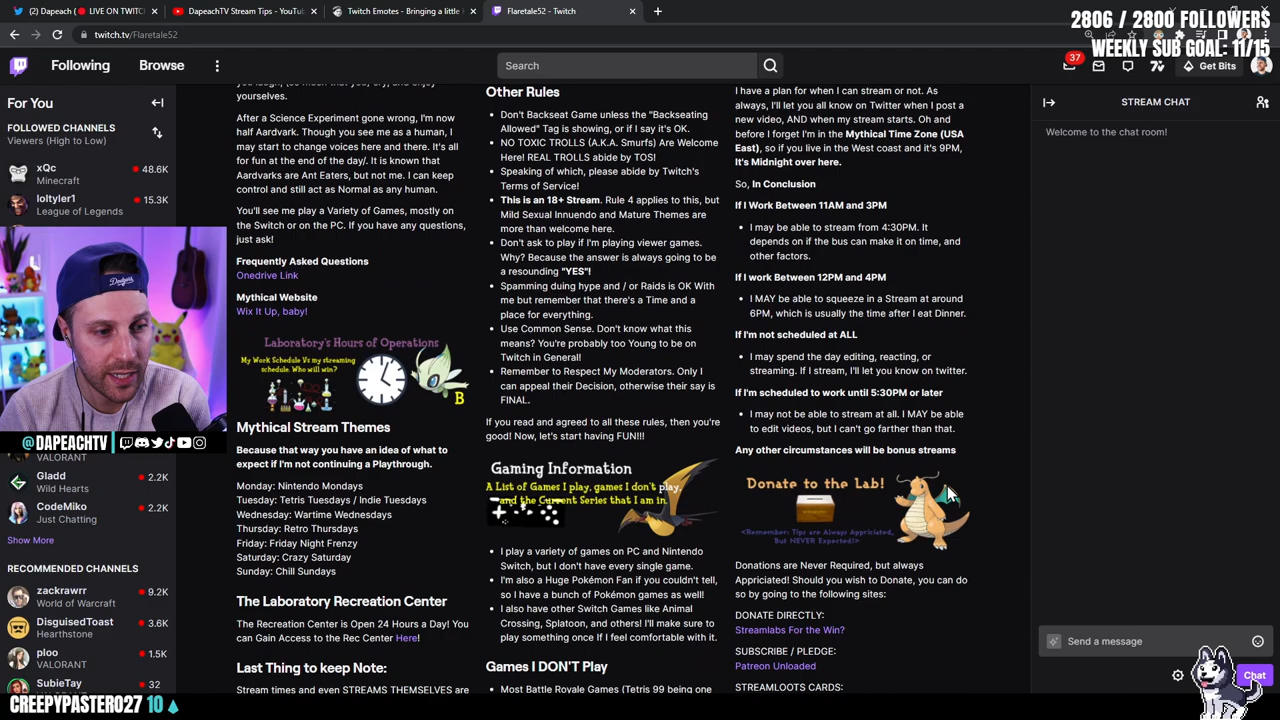 (2) Dapeach (🔴 LIVE ON TWITC
DapeachTV Stream Tips - YouTu
Twitch Emotes - Bringing a little
Flaretale52 - Twitch
twitch.tv/Flaretale52
2806 / 2800 FOLLOWERS
WEEKLY SUB GOAL: 11/15
Following
Browse
Search
37
Get Bits
For You
FOLLOWED CHANNELS
Viewers (High to Low)
xQc
48.6K
Minecraft
loltyler1
15.3K
League of Legends
@DAPEACHTV
VALORANT
Gladd
2.2K
Wild Hearts
CodeMiko
2.2K
Just Chatting
Show More
RECOMMENDED CHANNELS
zackrawrr
9.2K
World of Warcraft
DisguisedToast
3.6K
Hearthstone
ploo
1.5K
VALORANT
SubieTay
32
VALORANT
CREEPYPASTER027 10
yourselves.
After a Science Experiment gone wrong, I'm now
half Aardvark. Though you see me as a human, I
may start to change voices here and there. It's all
for fun at the end of the day/. It is known that
Aardvarks are Ant Eaters, but not me. I can keep
control and still act as Normal as any human.
You'll see me play a Variety of Games, mostly on
the Switch or on the PC. If you have any questions,
just ask!
Frequently Asked Questions
Onedrive Link
Mythical Website
Wix It Up, baby!
Laboratory's Hours of Operations
My Work Schedule Vs my streaming
schedule. Who will win?
B
Mythical Stream Themes
Because that way you have an idea of what to
expect if I'm not continuing a Playthrough.
Monday: Nintendo Mondays
Tuesday: Tetris Tuesdays / Indie Tuesdays
Wednesday: Wartime Wednesdays
Thursday: Retro Thursdays
Friday: Friday Night Frenzy
Saturday: Crazy Saturday
Sunday: Chill Sundays
The Laboratory Recreation Center
The Recreation Center is Open 24 Hours a Day! You
can Gain Access to the Rec Center Here!
Last Thing to keep Note:
Stream times and even STREAMS THEMSELVES are
Other Rules
Don't Backseat Game unless the "Backseating
Allowed" Tag is showing, or if I say it's OK.
NO TOXIC TROLLS (A.K.A. Smurfs) Are Welcome
Here! REAL TROLLS abide by TOS!
Speaking of which, please abide by Twitch's
Terms of Service!
This is an 18+ Stream. Rule 4 applies to this, but
Mild Sexual Innuendo and Mature Themes are
more than welcome here.
Don't ask to play if I'm playing viewer games.
Why? Because the answer is always going to be
a resounding "YES"!
Spamming duing hype and / or Raids is OK With
me but remember that there's a Time and a
place for everything.
Use Common Sense. Don't know what this
means? You're probably too Young to be on
Twitch in General!
Remember to Respect My Moderators. Only I
can appeal their Decision, otherwise their say is
FINAL.
If you read and agreed to all these rules, then you're
good! Now, let's start having FUN!!!
Gaming Information
A List of Games I play, games I don't play,
and the Current Series that I am in.
I play a variety of games on PC and Nintendo
Switch, but I don't have every single game.
I'm also a Huge Pokémon Fan if you couldn't tell,
so I have a bunch of Pokémon games as well!
I also have other Switch Games like Animal
Crossing, Splatoon, and others! I'll make sure to
play something once If I feel comfortable with it.
Games I DON'T Play
Most Battle Royale Games (Tetris 99 being one
I have a plan for when I can stream or not. As
always, I'll let you all know on Twitter when I post a
new video, AND when my stream starts. Oh and
before I forget I'm in the Mythical Time Zone (USA
East), so if you live in the West coast and it's 9PM,
It's Midnight over here.
So, In Conclusion
If I Work Between 11AM and 3PM
I may be able to stream from 4:30PM. It
depends on if the bus can make it on time, and
other factors.
If I work Between 12PM and 4PM
I MAY be able to squeeze in a Stream at around
6PM, which is usually the time after I eat Dinner.
If I'm not scheduled at ALL
I may spend the day editing, reacting, or
streaming. If I stream, I'll let you know on twitter.
If I'm scheduled to work until 5:30PM or later
I may not be able to stream at all. I MAY be able
to edit videos, but I can't go farther than that.
Any other circumstances will be bonus streams
Donate to the Lab!
<Remember: Tips are Always Appriciated,
But NEVER Expected!>
Donations are Never Required, but always
Appriciated! Should you wish to Donate, you can do
so by going to the following sites:
DONATE DIRECTLY:
Streamlabs For the Win?
SUBSCRIBE / PLEDGE:
Patreon Unloaded
STREAMLOOTS CARDS:
STREAM CHAT
Welcome to the chat room!
Send a message
Chat